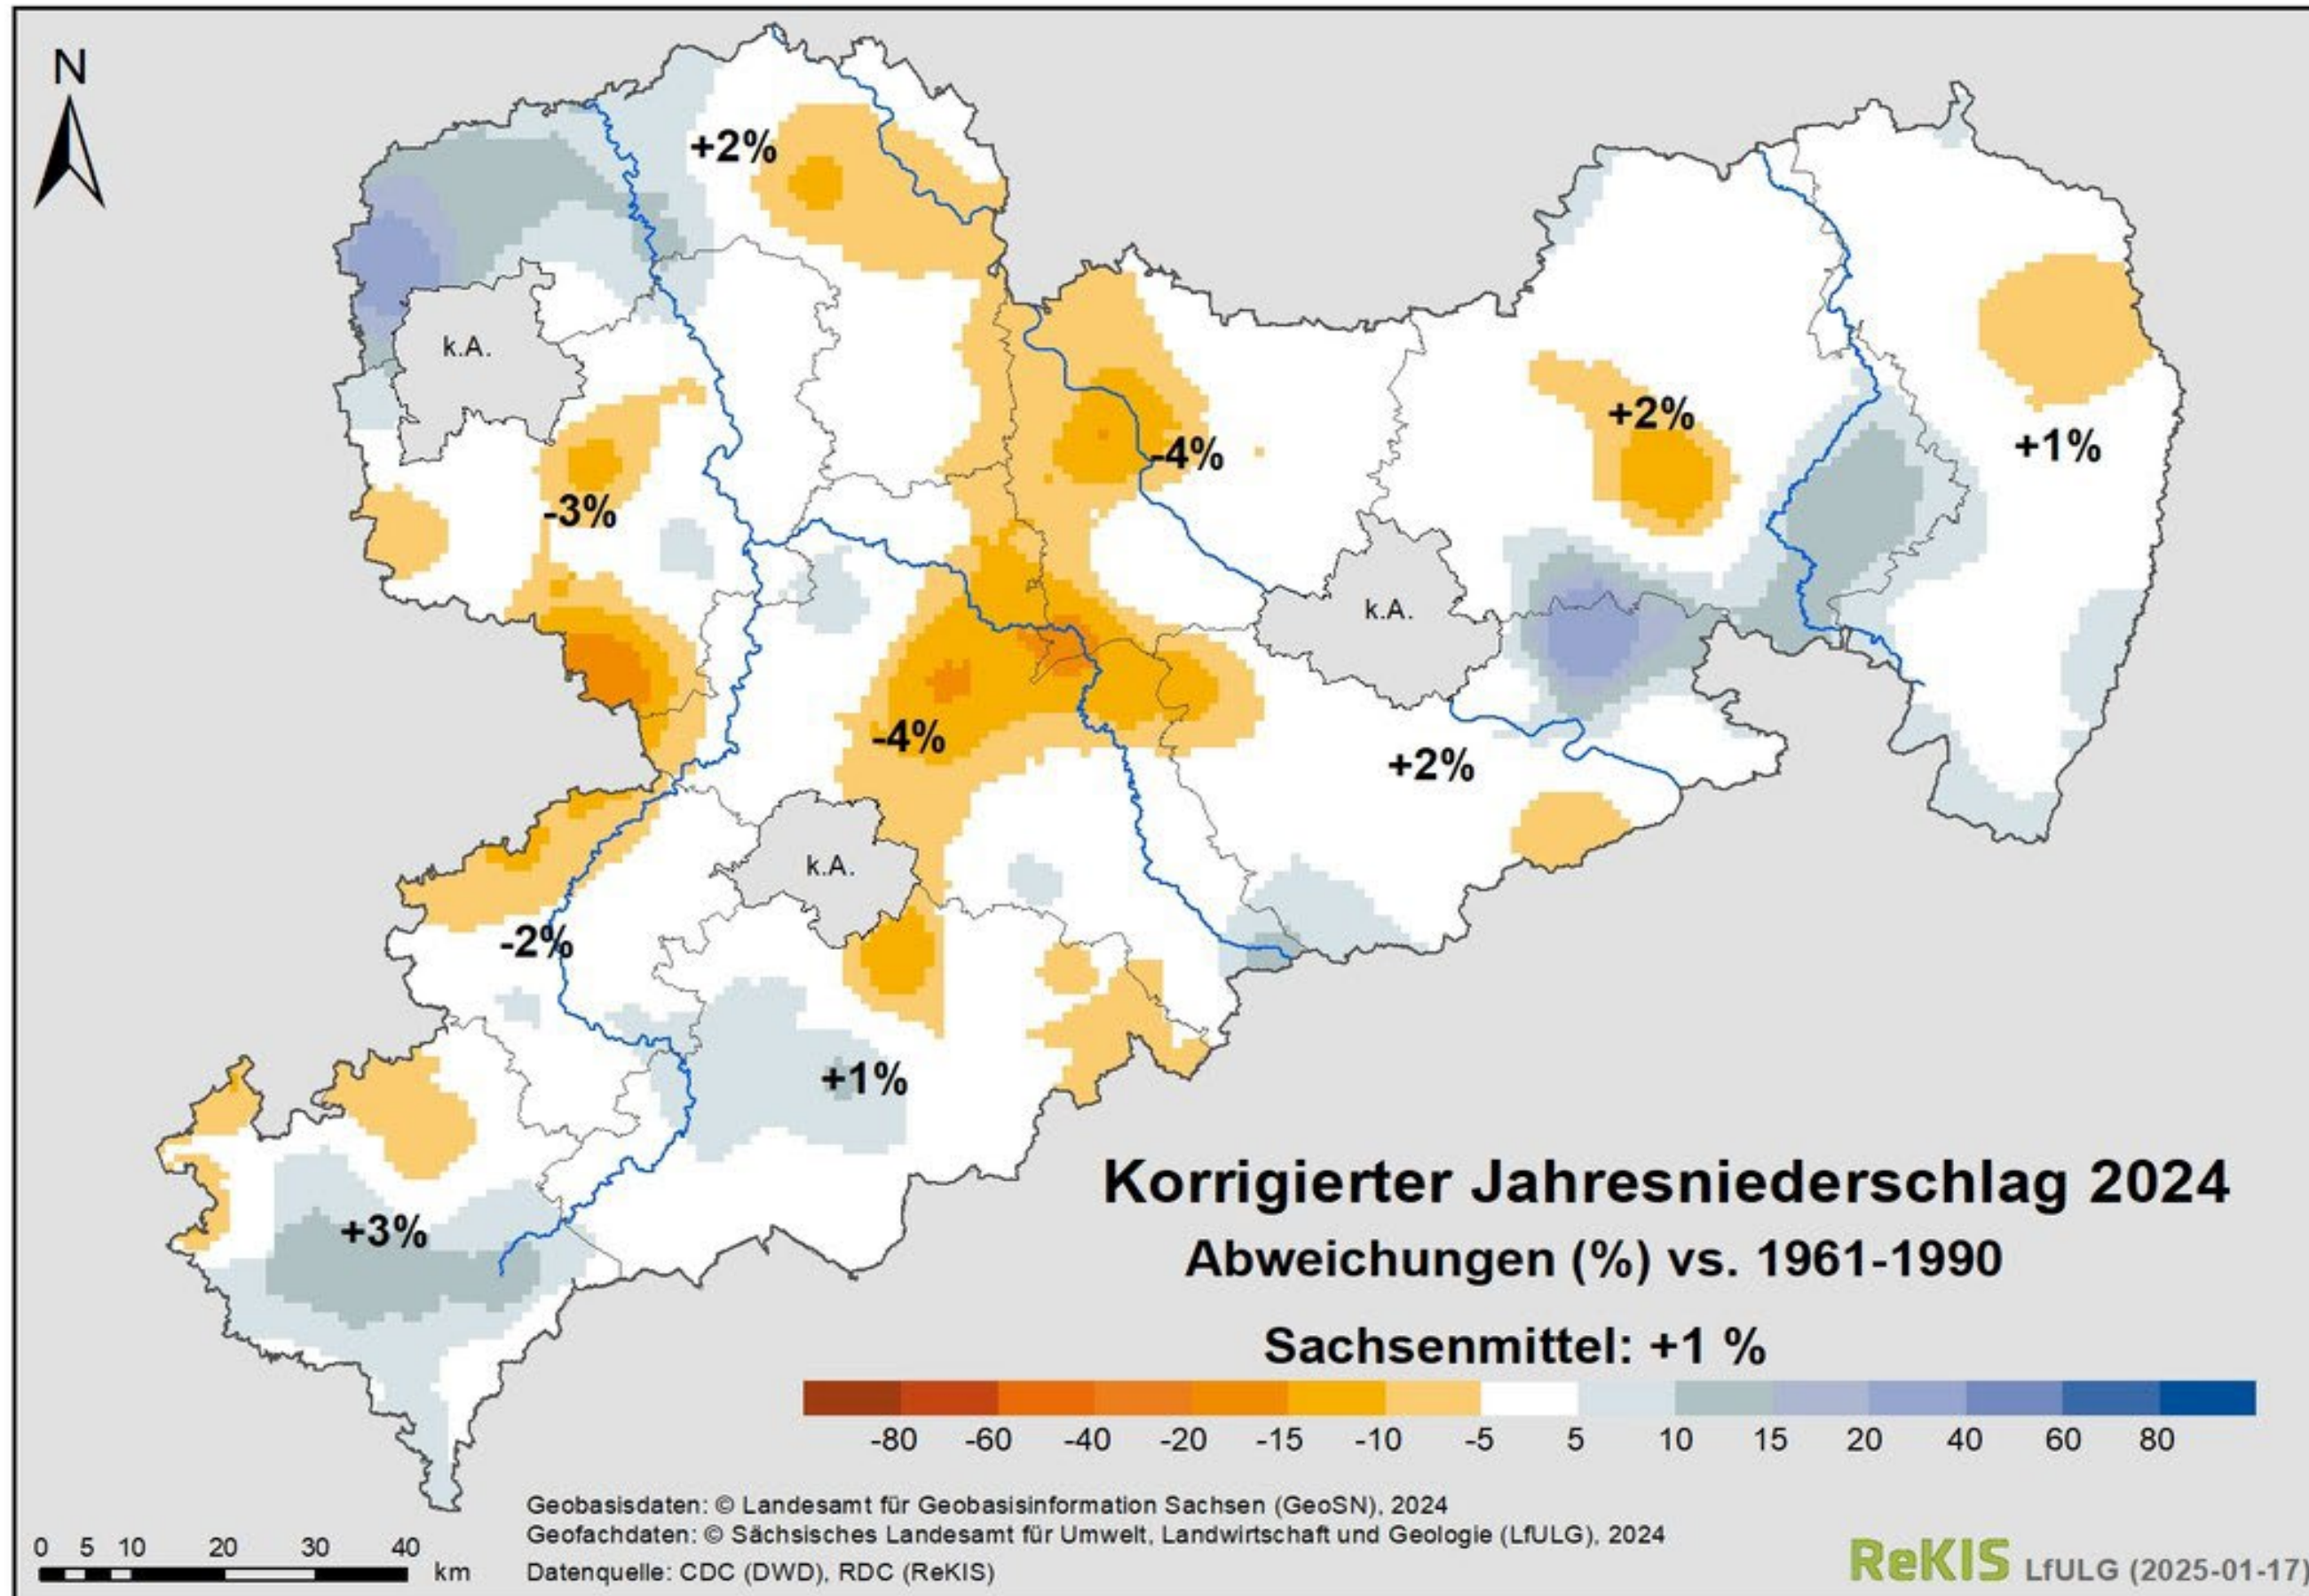 N
+2%
k.A.
+2%
-4%
+1%
-3%
k.A.
-4%
+2%
k.A.
-2%
+1%
+3%
Korrigierter Jahresniederschlag 2024
Abweichungen (%) vs. 1961-1990
Sachsenmittel: +1 %
-80 -60 -40 -20 -15 -10 -5 5 10 15 20 40 60 80
Geobasisdaten: © Landesamt für Geobasisinformation Sachsen (GeoSN), 2024
Geofachdaten: © Sächsisches Landesamt für Umwelt, Landwirtschaft und Geologie (LfULG), 2024
Datenquelle: CDC (DWD), RDC (ReKIS)
0 5 10 20 30 40 km
ReKIS LfULG (2025-01-17)